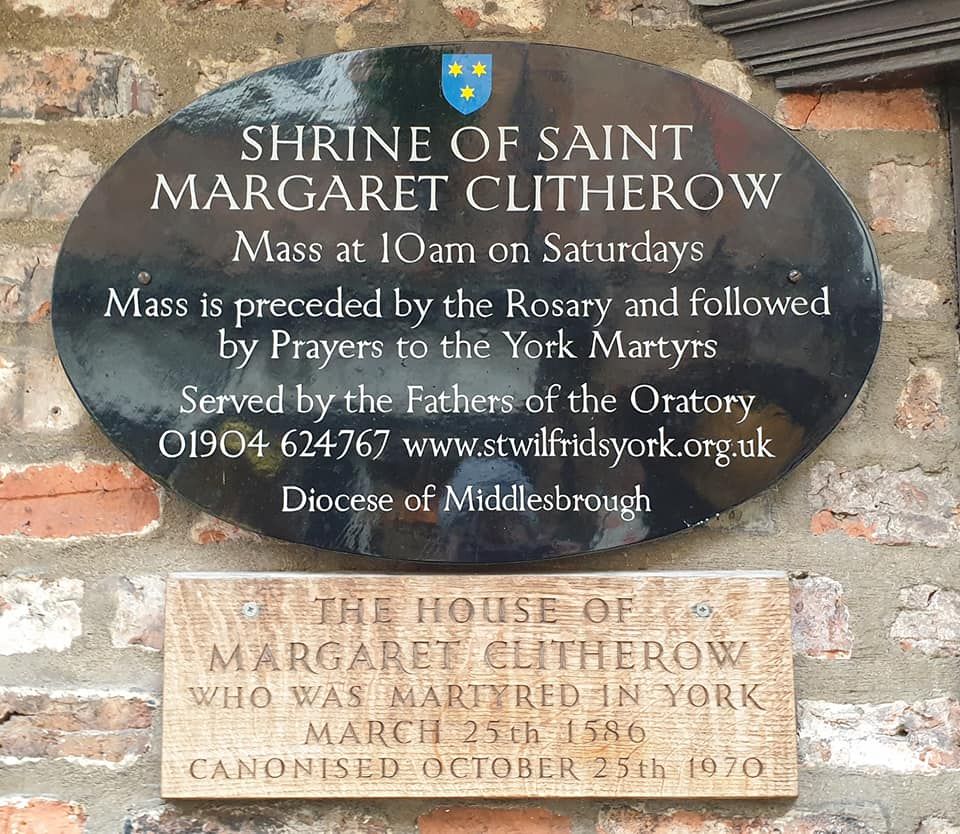 SHRINE OF SAINT
MARGARET CLITHEROW
Mass at 10am on Saturdays
Mass is preceded by the Rosary and followed
by Prayers to the York Martyrs
Served by the Fathers of the Oratory
01904 624767 www.stwilfridsyork.org.uk
Diocese of Middlesbrough
THE HOUSE OF
MARGARET CLITHEROW
WHO WAS MARTYRED IN YORK
MARCH 25th 1586
CANONISED OCTOBER 25th 1970